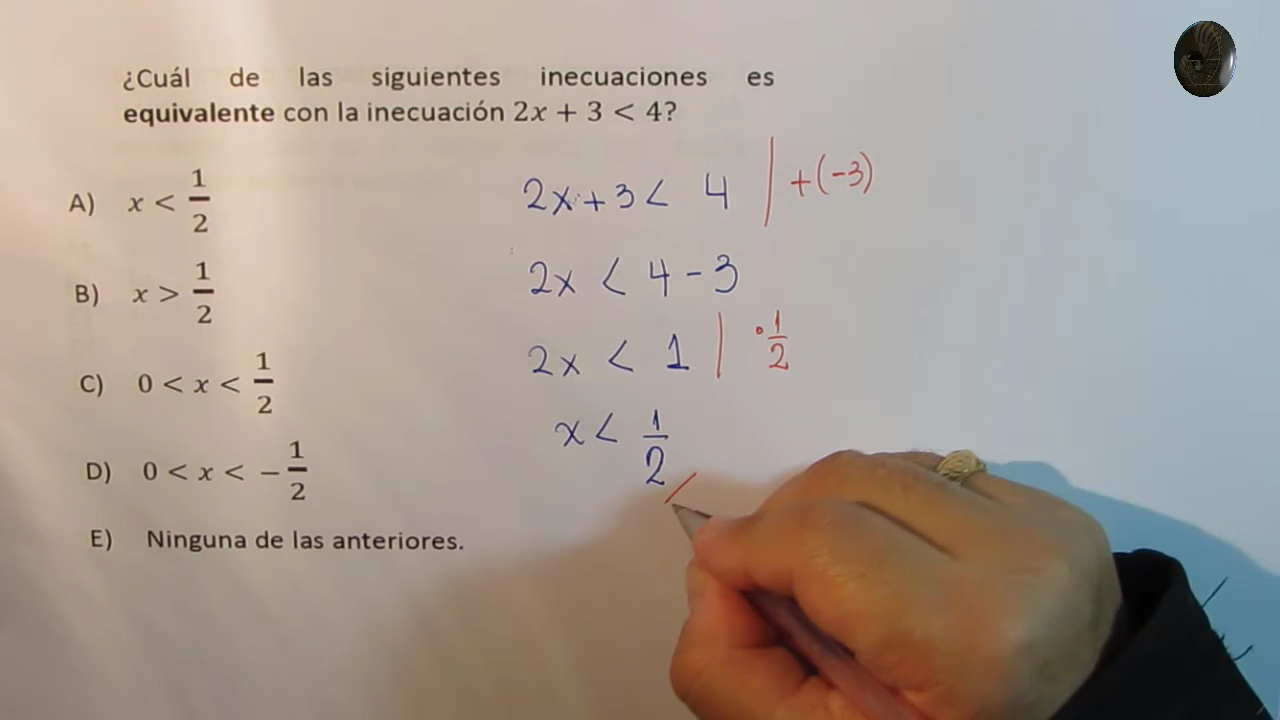 ¿Cuál de las siguientes inecuaciones es
equivalente con la inecuación 2x + 3 < 4?
A) x < 1/2
B) x > 1/2
C) 0 < x < 1/2
D) 0 < x < − 1/2
E) Ninguna de las anteriores.
2x + 3 < 4 | +(-3)
2x < 4 - 3
2x < 1 | · 1/2
x < 1/2